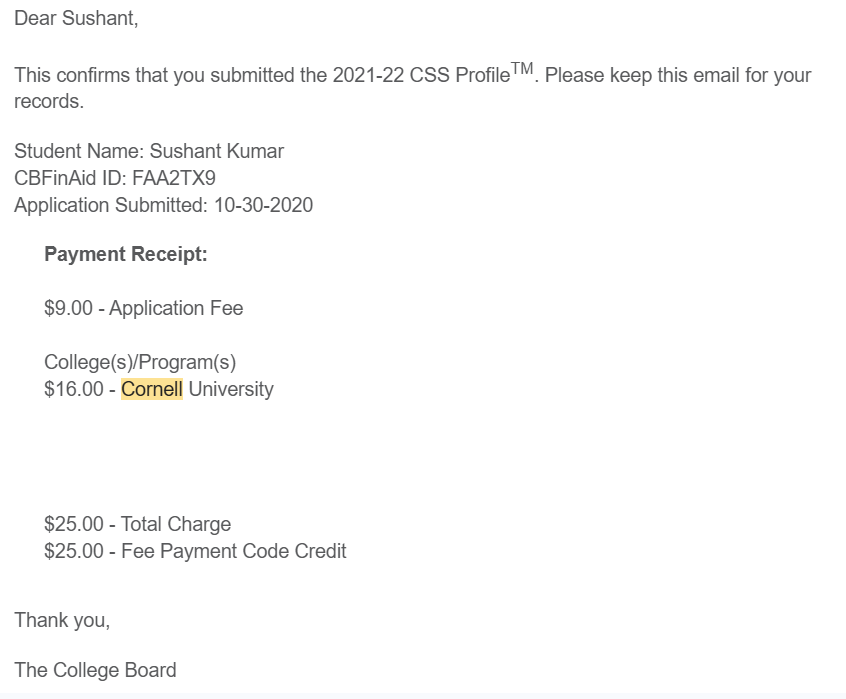 Dear Sushant,
This confirms that you submitted the 2021-22 CSS Profile™. Please keep this email for your
records.
Student Name: Sushant Kumar
CBFinAid ID: FAA2TX9
Application Submitted: 10-30-2020
Payment Receipt:
$9.00 - Application Fee
College(s)/Program(s)
$16.00 - Cornell University
$25.00 - Total Charge
$25.00 - Fee Payment Code Credit
Thank you,
The College Board